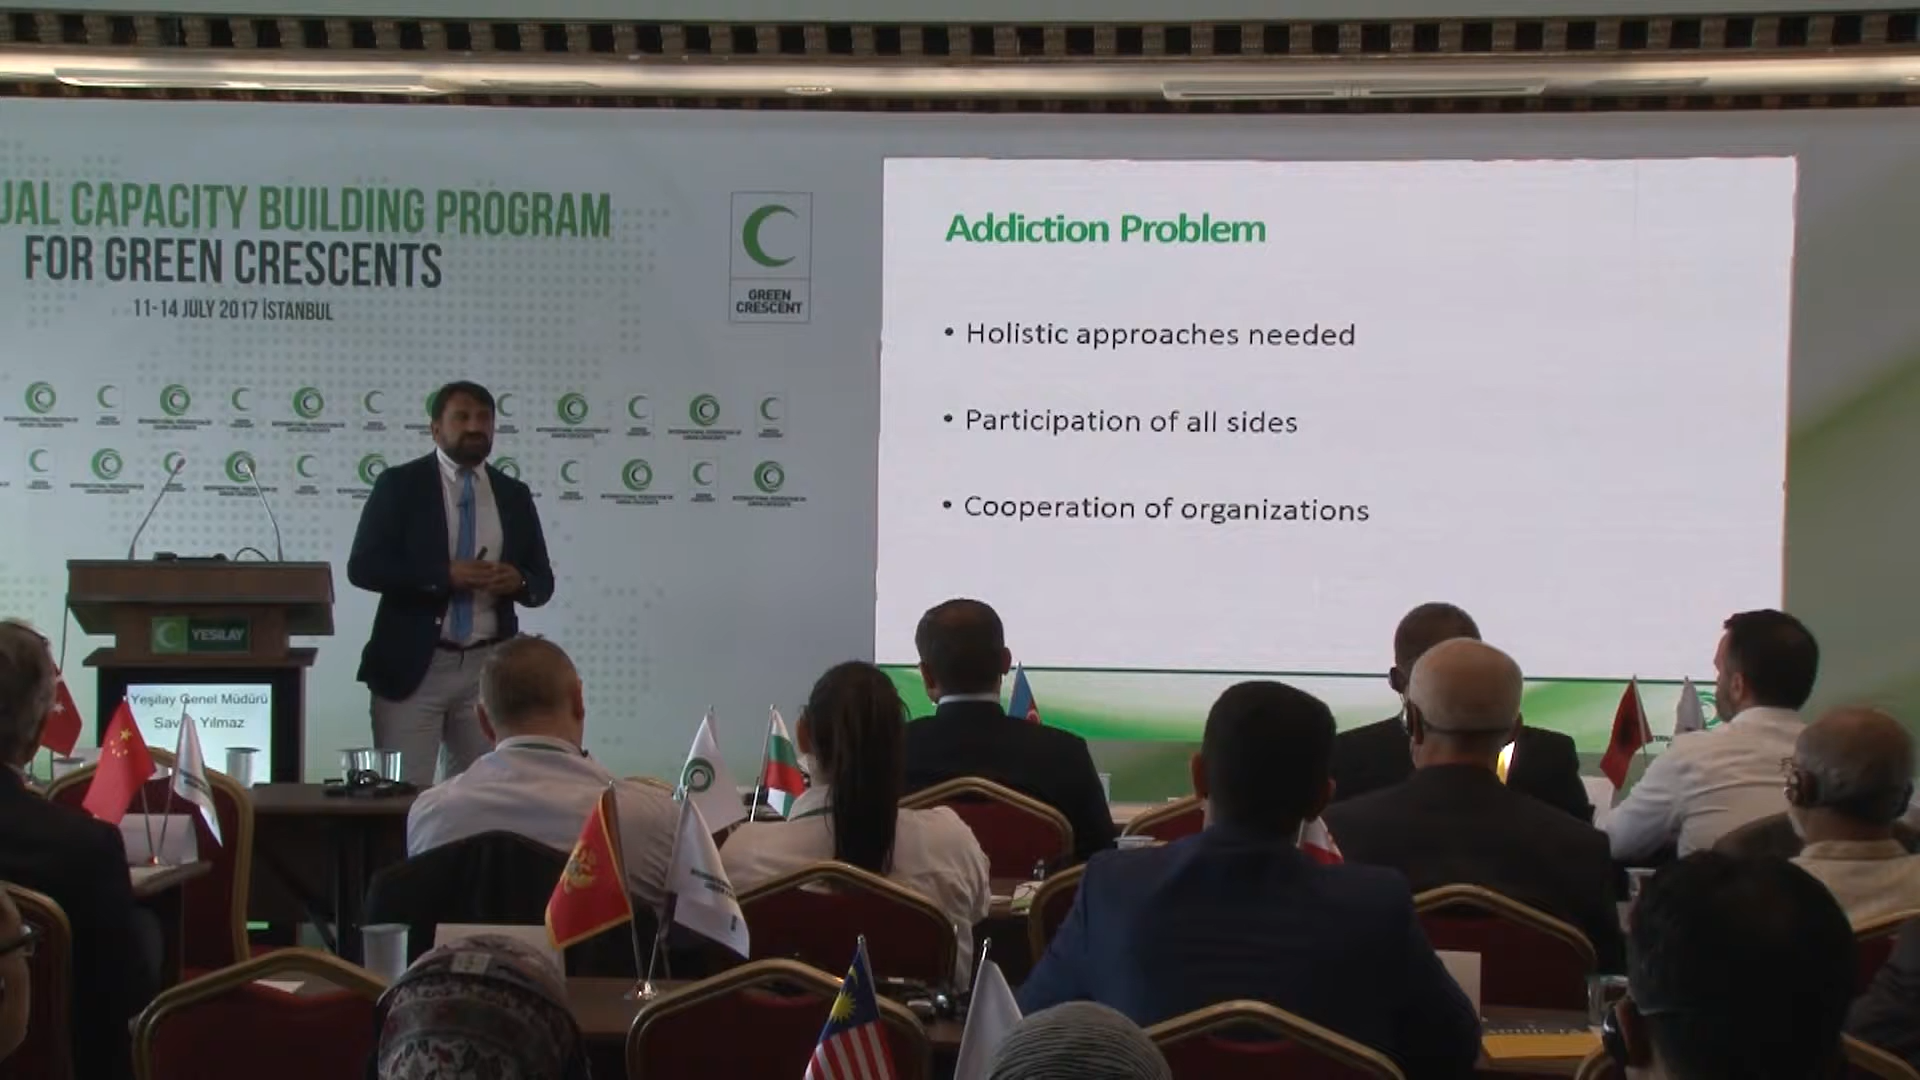 UAL CAPACITY BUILDING PROGRAM
FOR GREEN CRESCENTS
11-14 JULY 2017 İSTANBUL
GREEN
CRESCENT
Addiction Problem
• Holistic approaches needed
• Participation of all sides
• Cooperation of organizations
YEŞİLAY
Yeşilay Genel Müdürü
Yılmaz